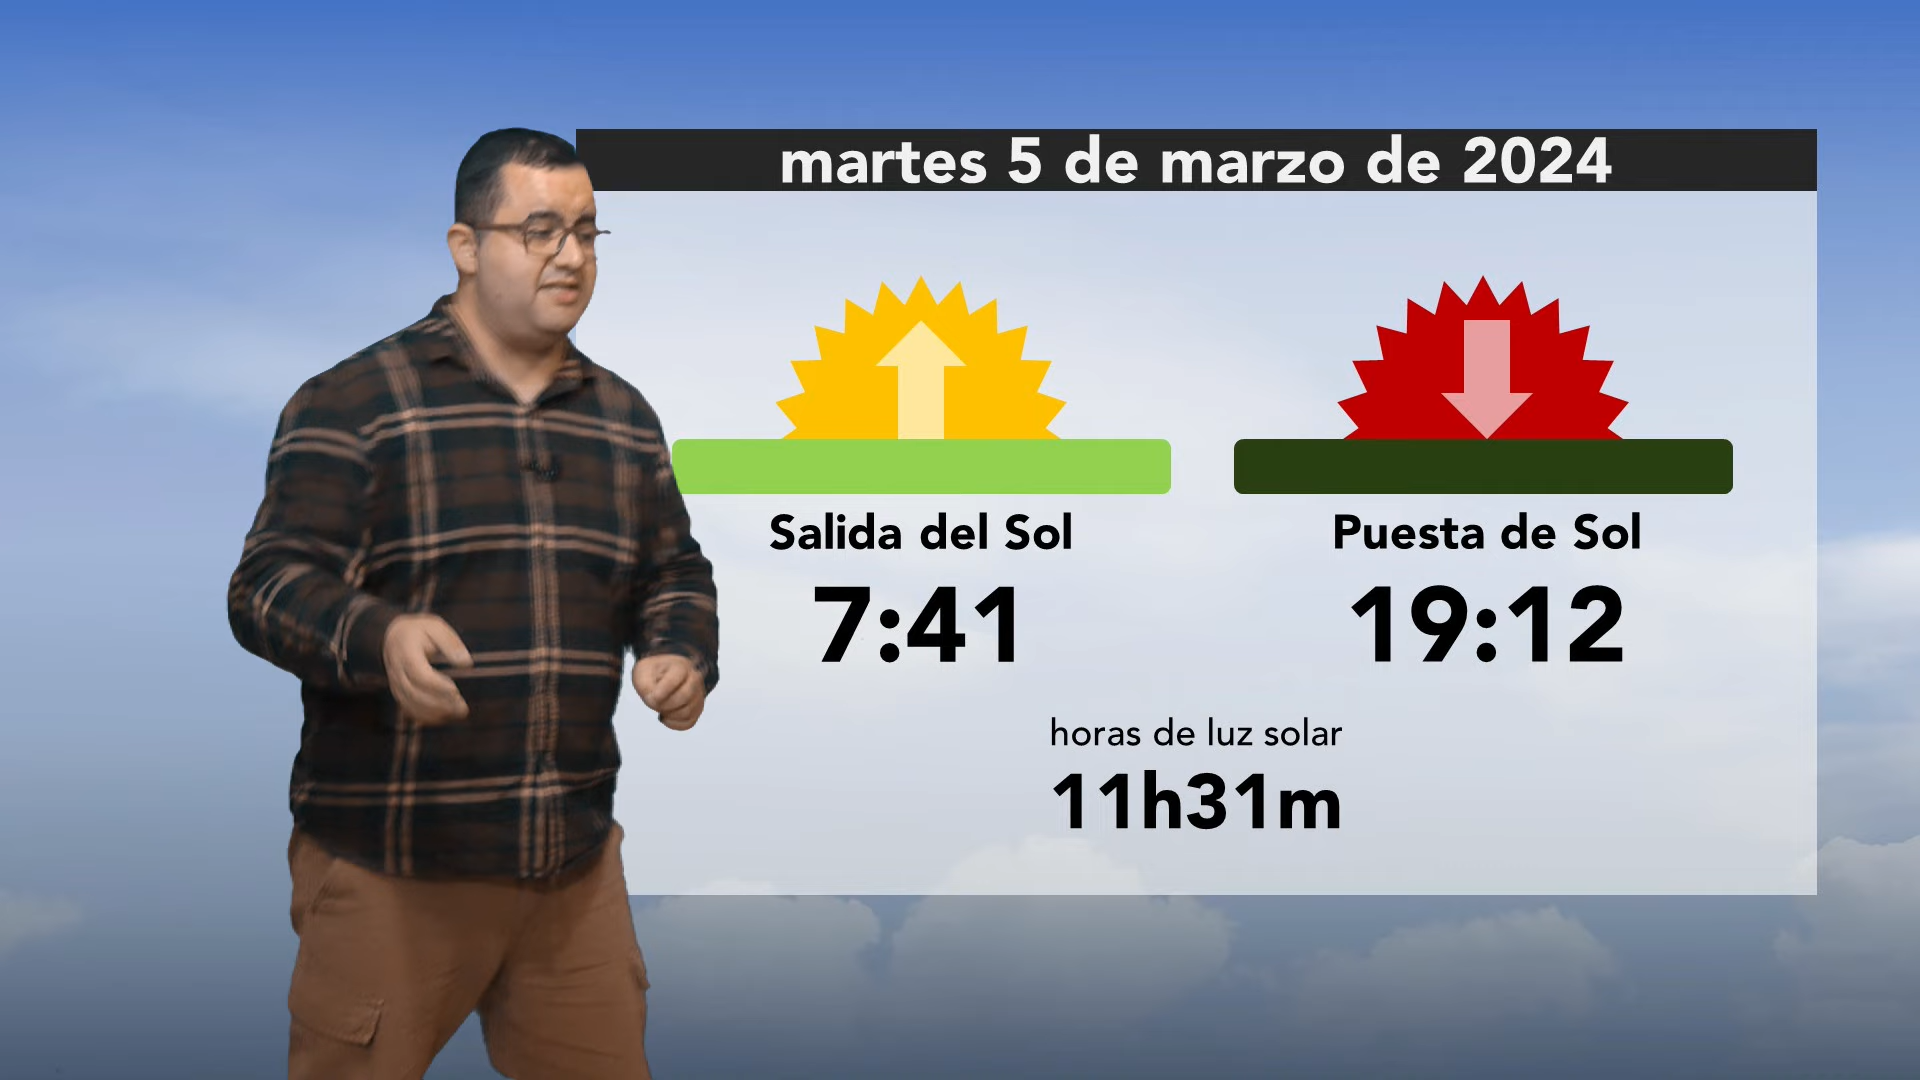 martes 5 de marzo de 2024
Salida del Sol
Puesta de Sol
7:41
19:12
horas de luz solar
11h31m